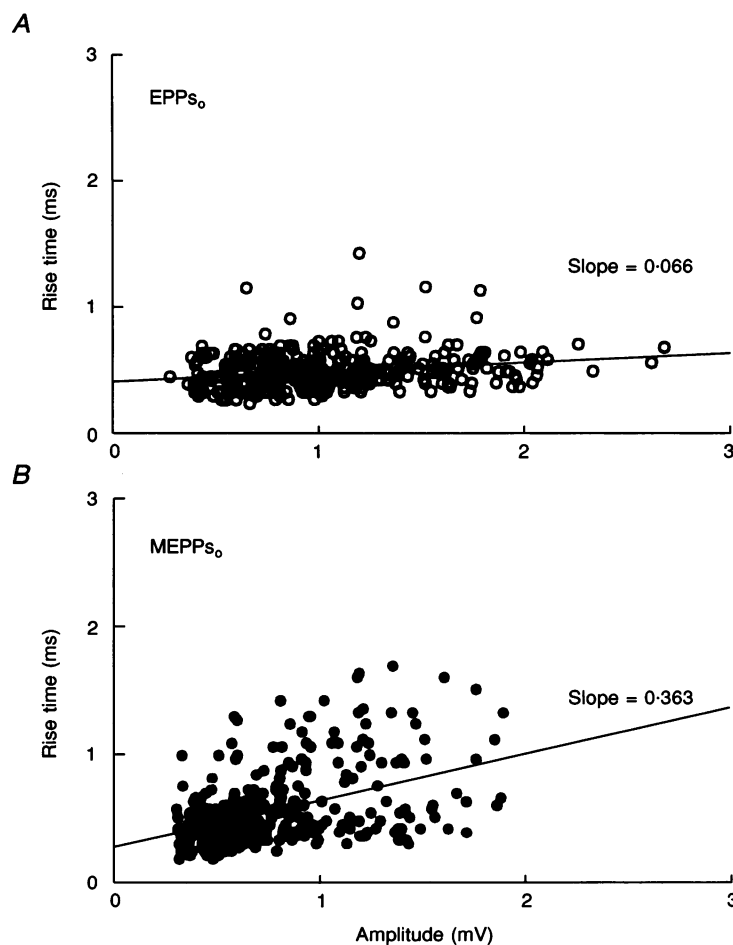 A
3
EPPsₒ
2
Rise time (ms)
Slope = 0·066
1
0
0 1 2 3
B
3
MEPPsₒ
2
Rise time (ms)
Slope = 0·363
1
0
0 1 2 3
Amplitude (mV)